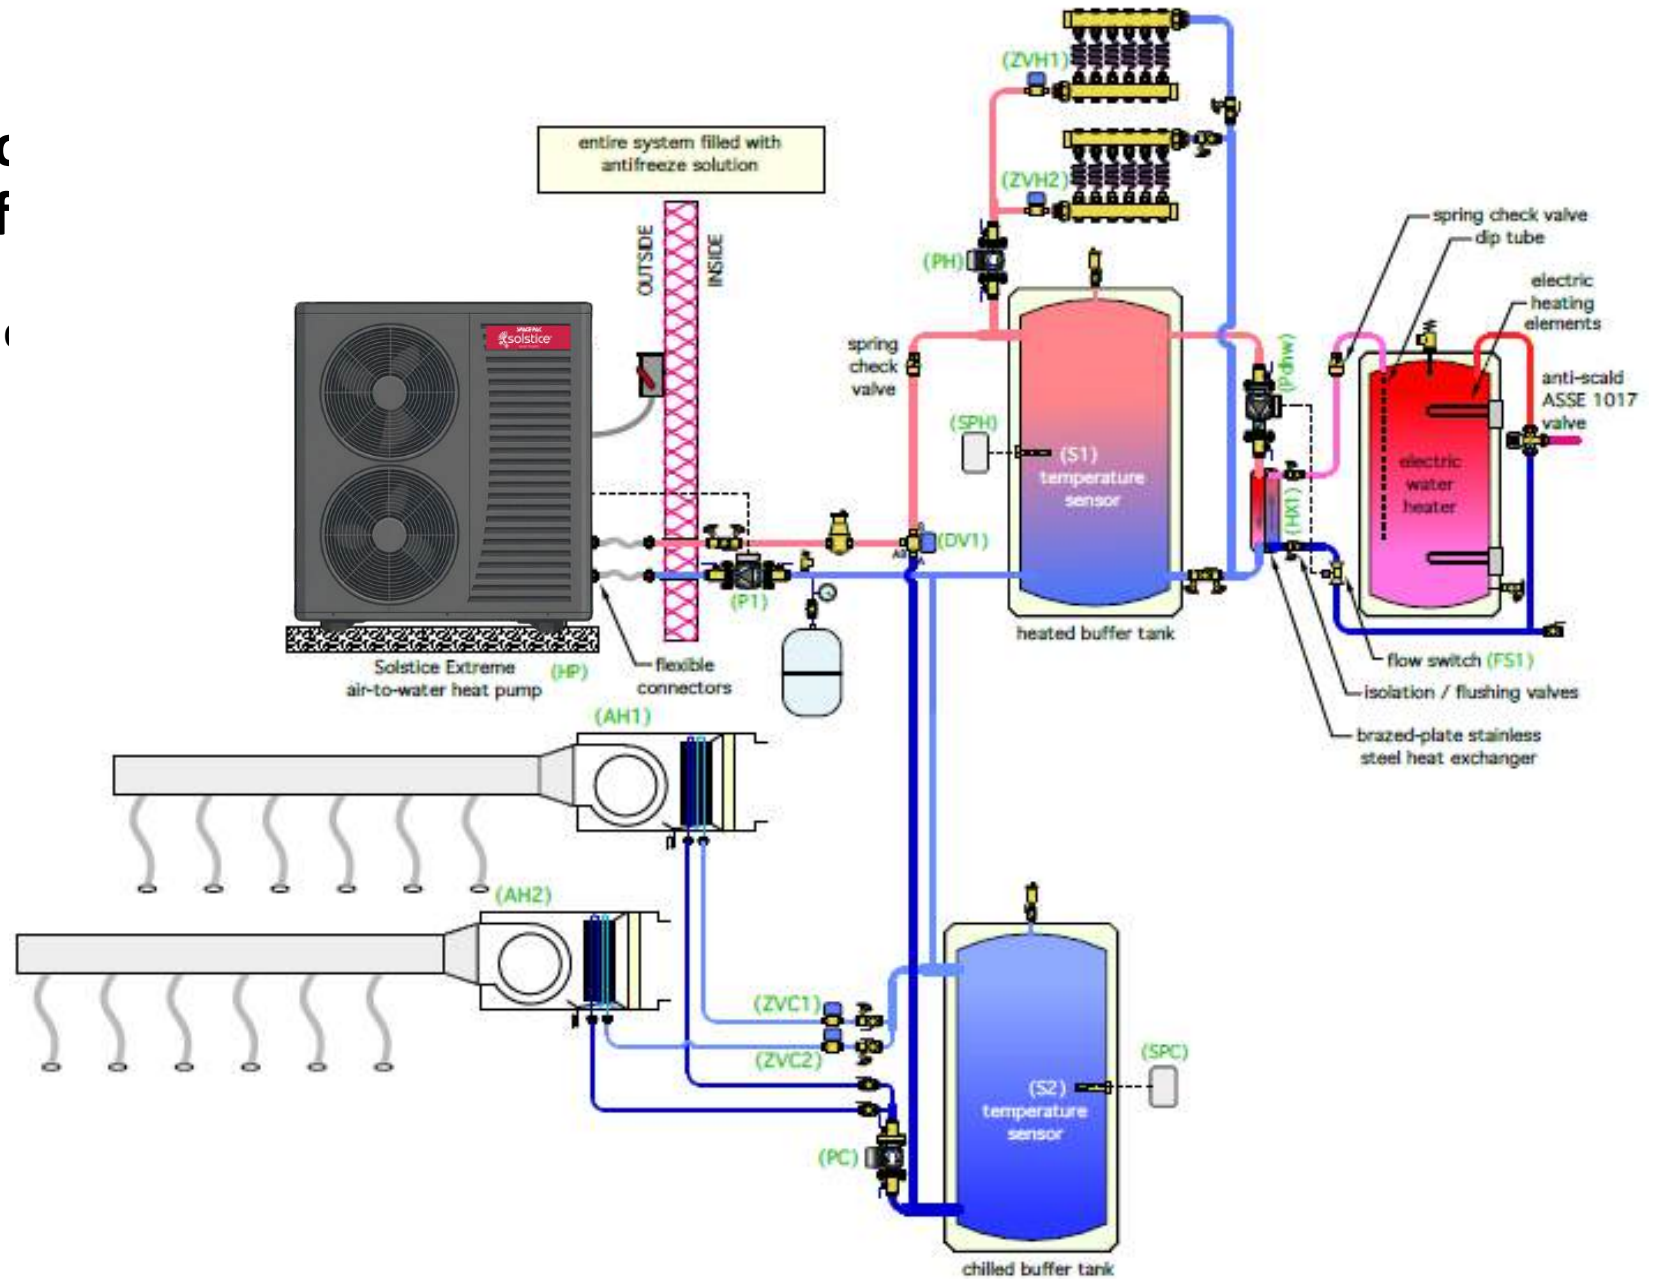 (ZVH1)
entire system filled with
antifreeze solution
(ZVH2)
OUTSIDE
INSIDE
(PH)
spring check valve
dip tube
electric
heating
elements
SPACEPAK
solstice
spring
check
valve
(Pdhw)
anti-scald
ASSE 1017
valve
(SPH)
(S1)
temperature
sensor
electric
water
heater
(HX1)
(DV1)
AB
A
(P1)
heated buffer tank
flow switch (FS1)
isolation / flushing valves
brazed-plate stainless
steel heat exchanger
Solstice Extreme
air-to-water heat pump
(HP)
flexible
connectors
(AH1)
(AH2)
(ZVC1)
(ZVC2)
(SPC)
(S2)
temperature
sensor
(PC)
chilled buffer tank